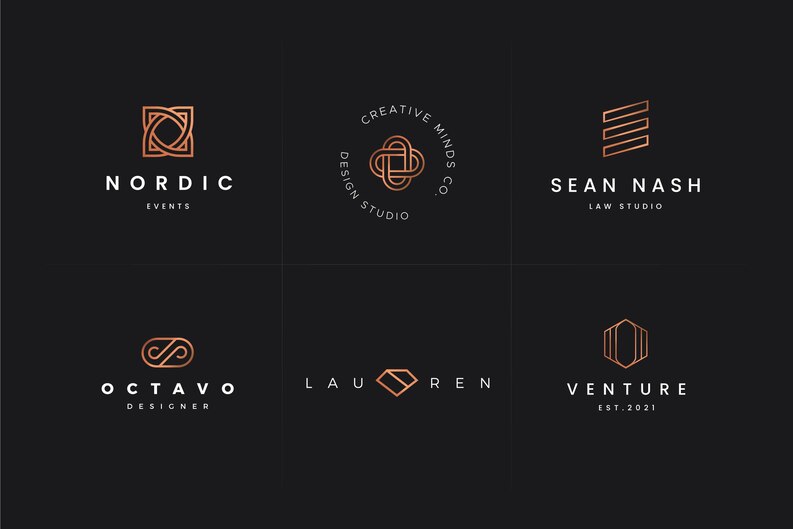 NORDIC
EVENTS
CREATIVE MINDS CO.
DESIGN STUDIO
SEAN NASH
LAW STUDIO
OCTAVO
DESIGNER
LAU REN
VENTURE
EST.2021